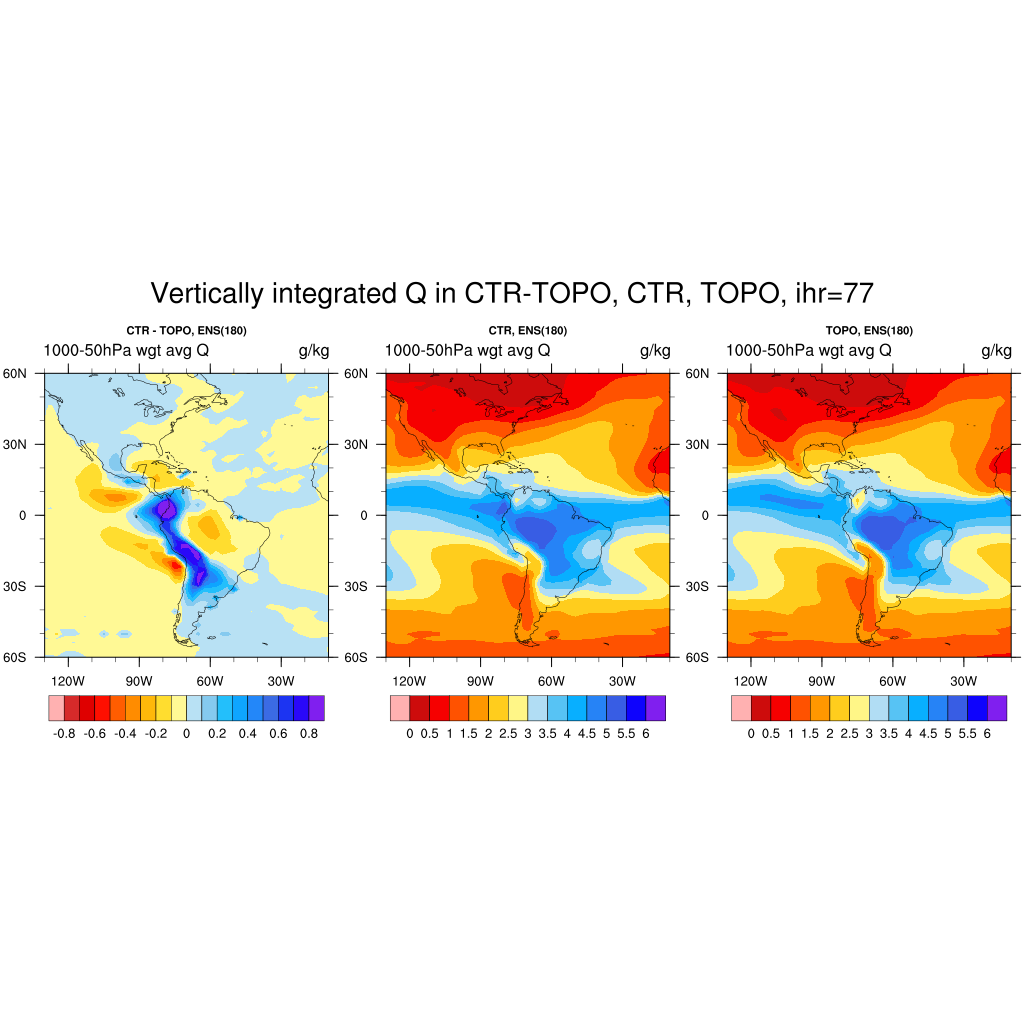 Vertically integrated Q in CTR-TOPO, CTR, TOPO, ihr=77
CTR - TOPO, ENS(180)
1000-50hPa wgt avg Q g/kg
60N
30N
0
30S
60S
120W 90W 60W 30W
-0.8 -0.6 -0.4 -0.2 0 0.2 0.4 0.6 0.8
CTR, ENS(180)
1000-50hPa wgt avg Q g/kg
60N
30N
0
30S
60S
120W 90W 60W 30W
0 0.5 1 1.5 2 2.5 3 3.5 4 4.5 5 5.5 6
TOPO, ENS(180)
1000-50hPa wgt avg Q g/kg
60N
30N
0
30S
60S
120W 90W 60W 30W
0 0.5 1 1.5 2 2.5 3 3.5 4 4.5 5 5.5 6